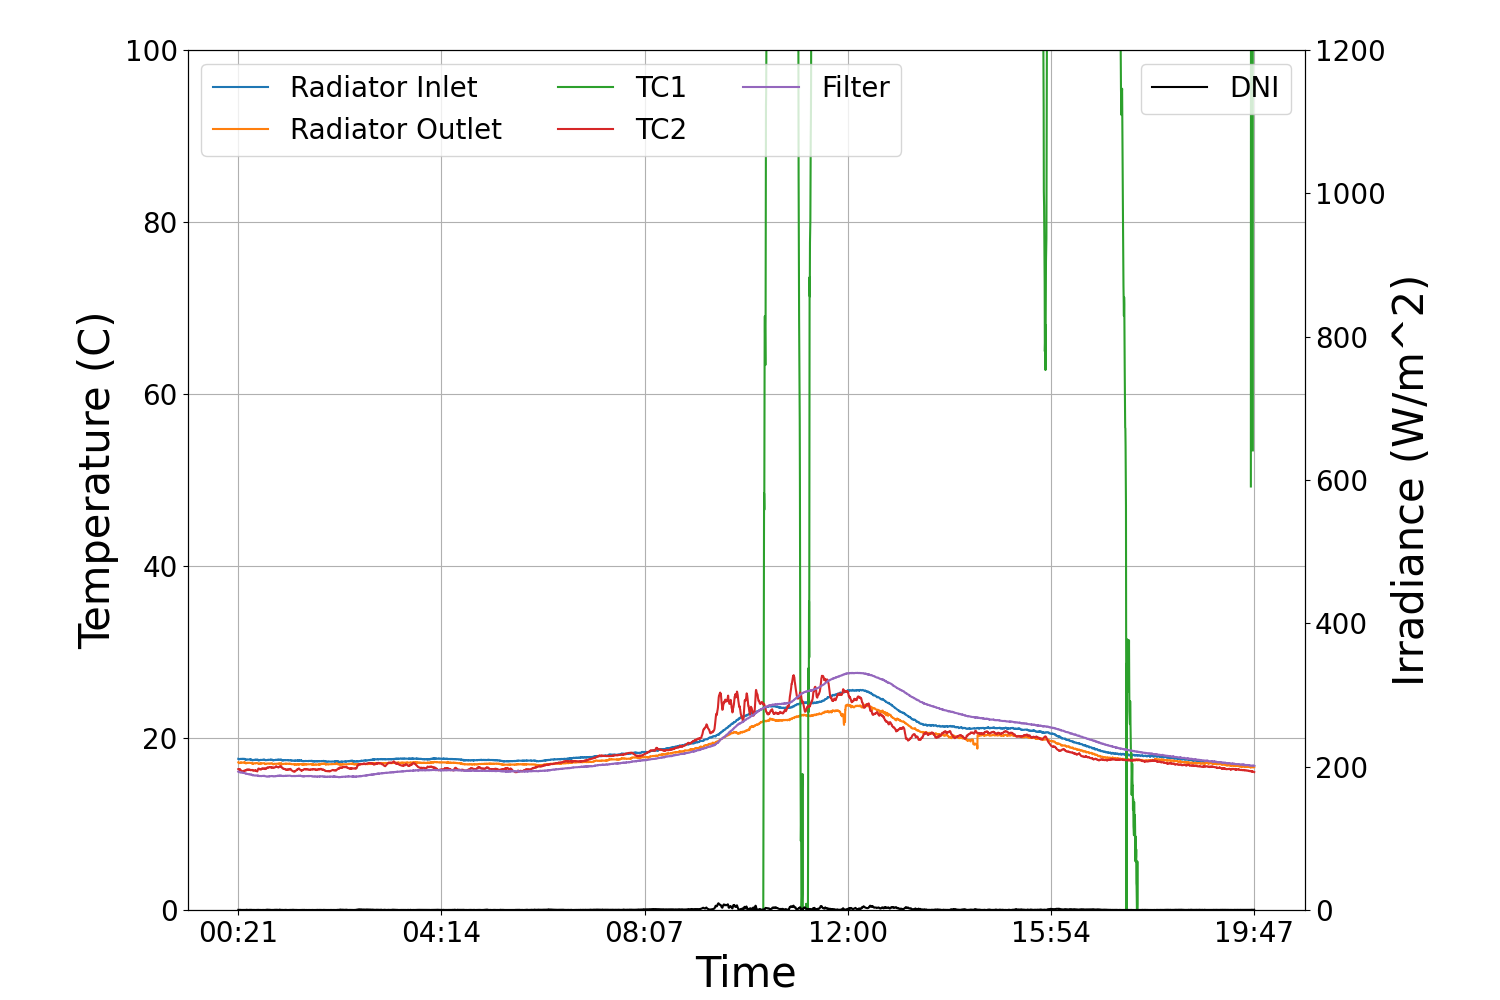 100
80
60
40
20
0
Temperature (C)
Radiator Inlet
Radiator Outlet
TC1
TC2
Filter
DNI
1200
1000
800
600
400
200
0
Irradiance (W/m^2)
00:21 04:14 08:07 12:00 15:54 19:47
Time